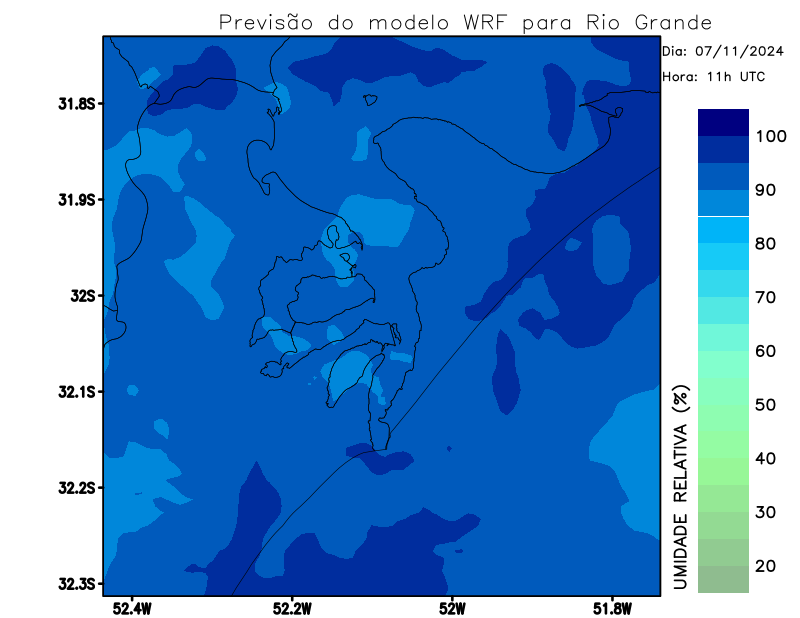 Previsão do modelo WRF para Rio Grande
Dia: 07/11/2024
Hora: 11h UTC
31.8S
31.9S
32S
32.1S
32.2S
32.3S
52.4W
52.2W
52W
51.8W
100
90
80
70
60
50
40
30
20
UMIDADE RELATIVA (%)